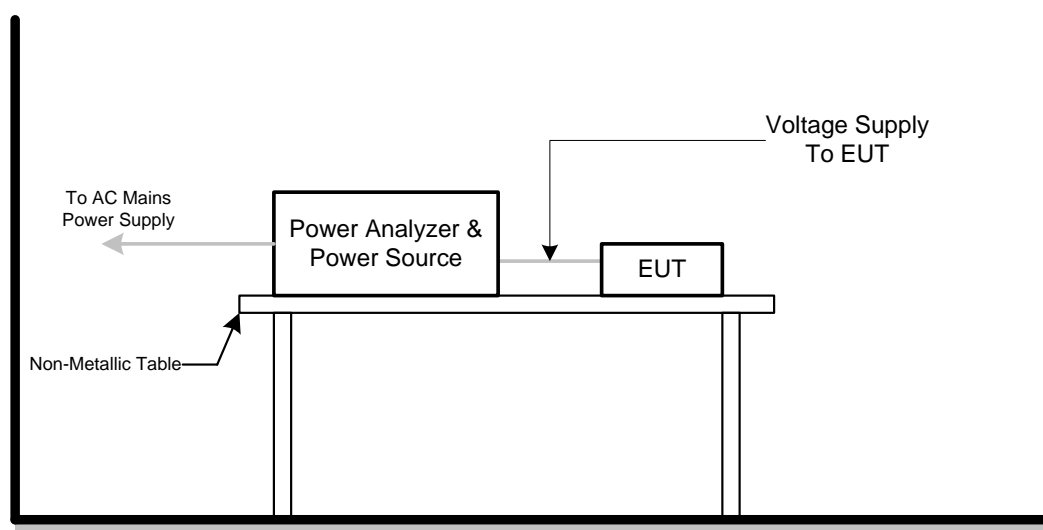 Voltage Supply
To EUT
To AC Mains
Power Supply
Power Analyzer &
Power Source
EUT
Non-Metallic Table